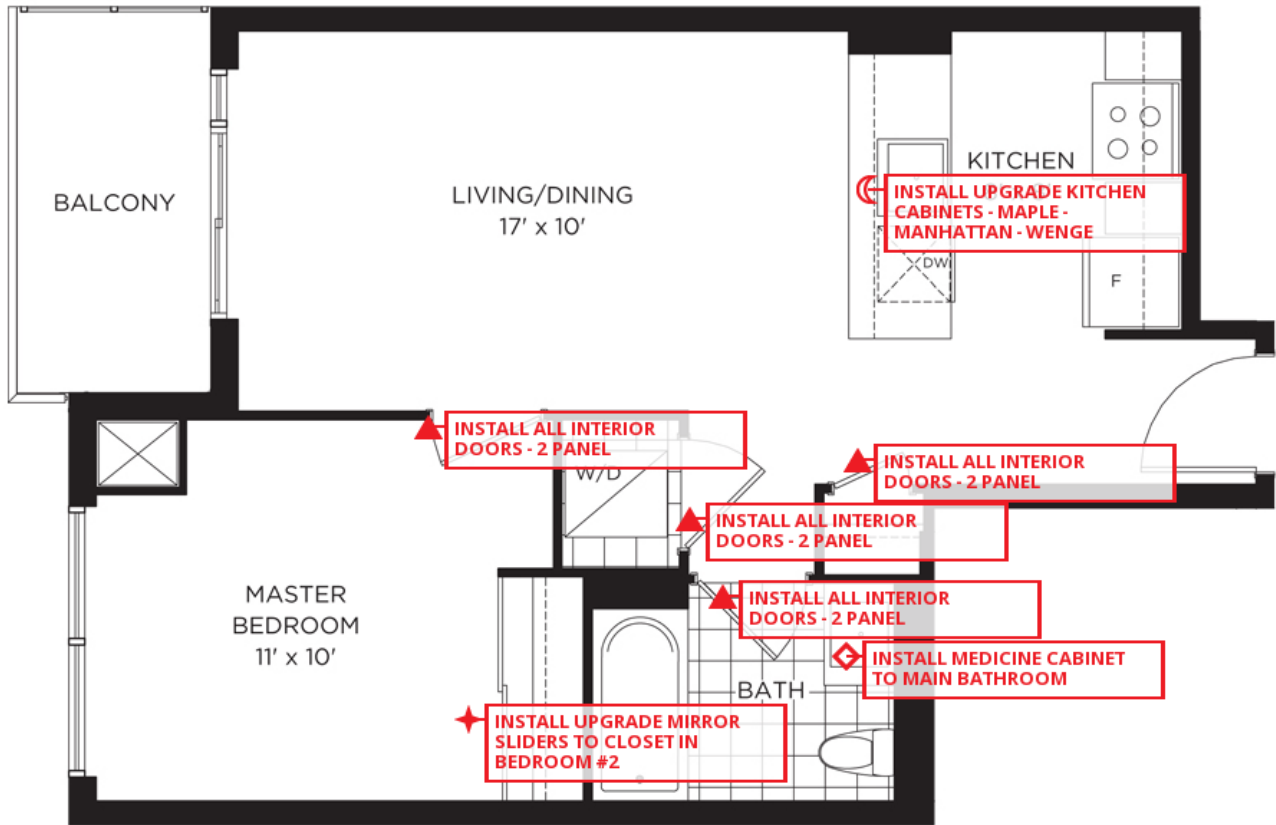 BALCONY
LIVING/DINING
17' x 10'
KITCHEN
INSTALL UPGRADE KITCHEN
CABINETS - MAPLE -
MANHATTAN - WENGE
DW
F
INSTALL ALL INTERIOR
DOORS - 2 PANEL
W/D
INSTALL ALL INTERIOR
DOORS - 2 PANEL
INSTALL ALL INTERIOR
DOORS - 2 PANEL
MASTER
BEDROOM
11' x 10'
INSTALL ALL INTERIOR
DOORS - 2 PANEL
INSTALL MEDICINE CABINET
TO MAIN BATHROOM
BATH
INSTALL UPGRADE MIRROR
SLIDERS TO CLOSET IN
BEDROOM #2